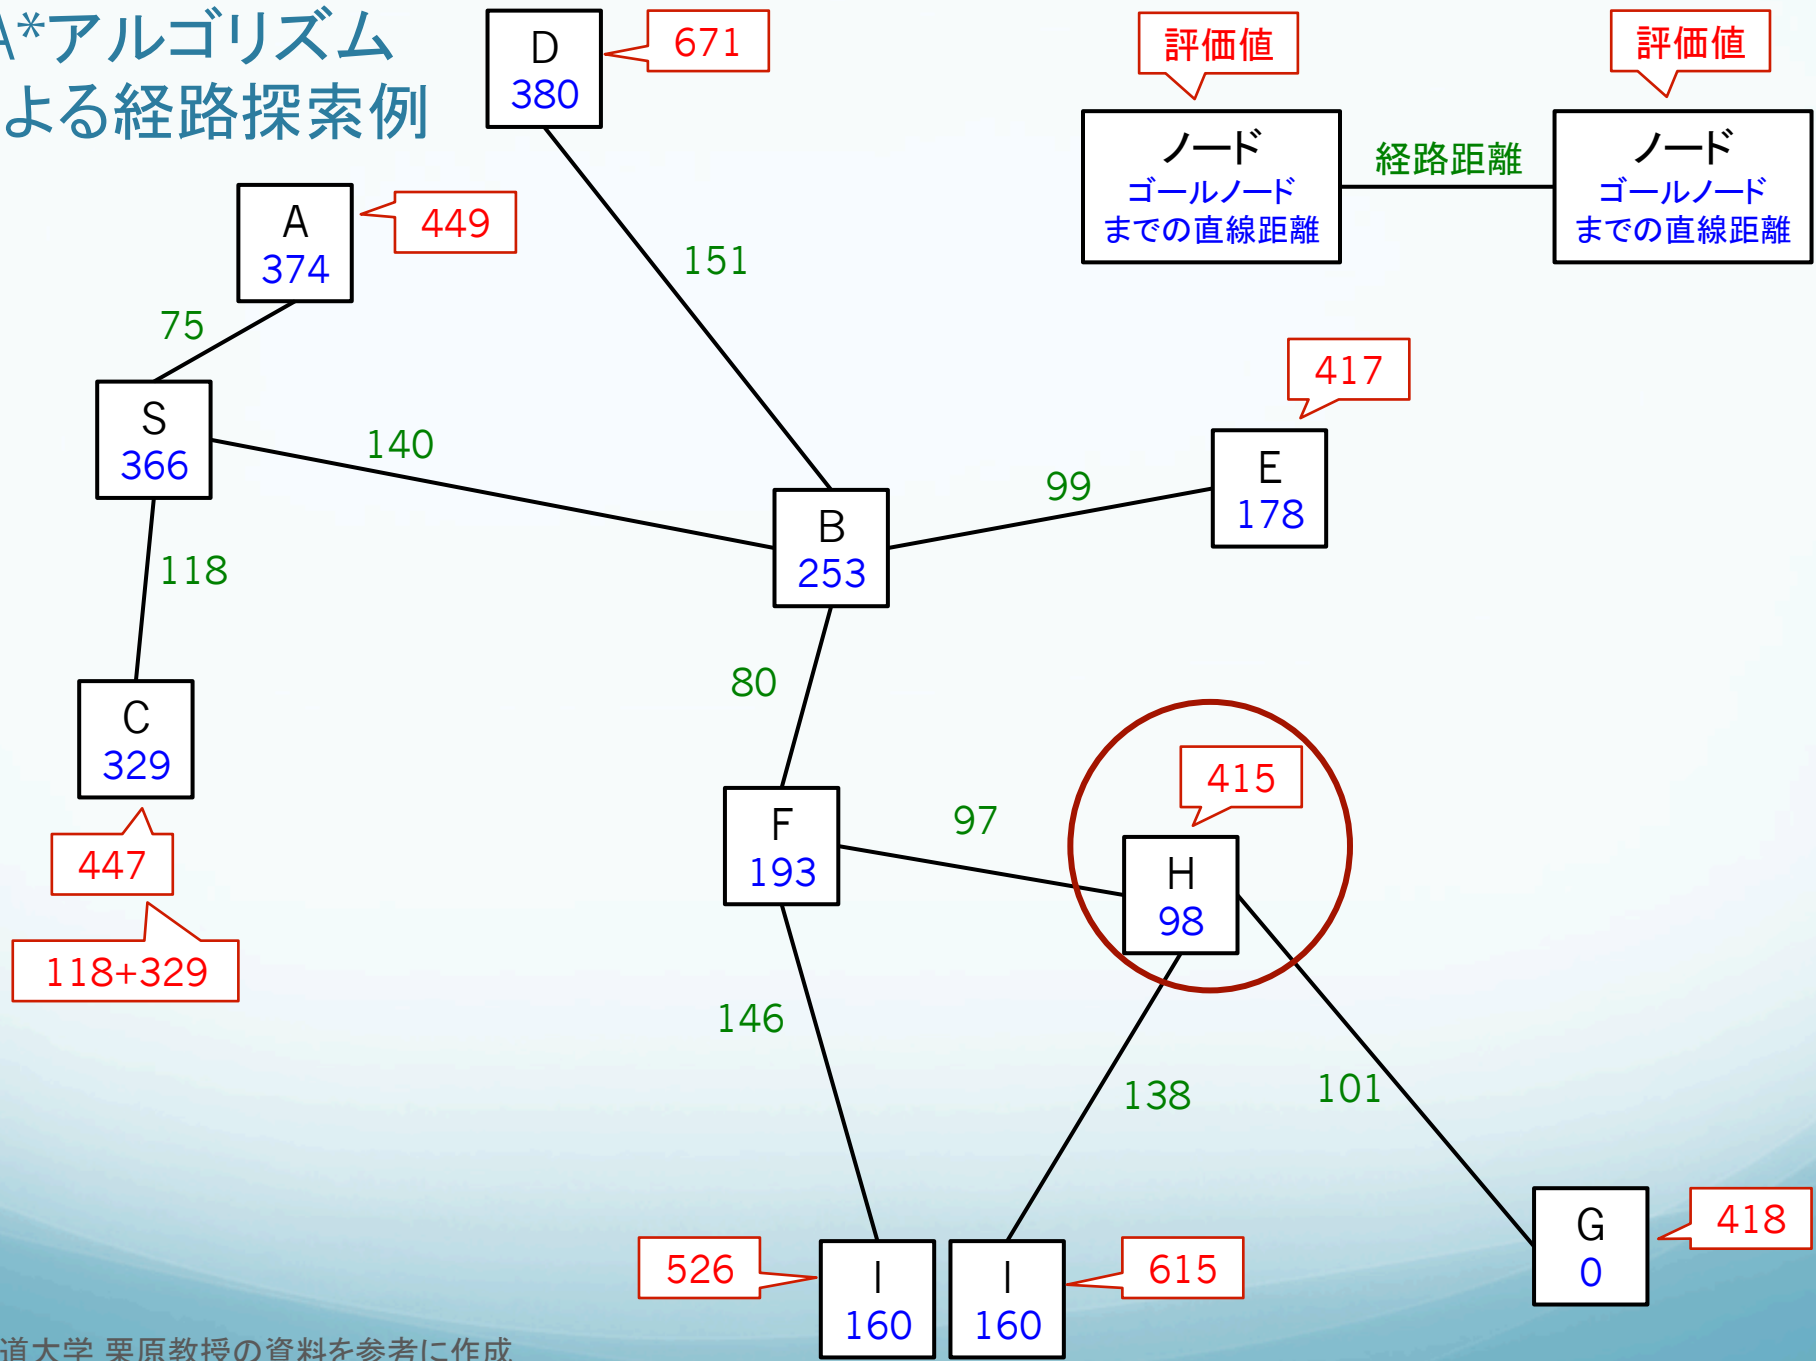 A*アルゴリズム
よる経路探索例
D
380
671
評価値
評価値
ノード
ゴールノード
までの直線距離
経路距離
ノード
ゴールノード
までの直線距離
A
374
449
151
75
417
S
366
140
E
178
99
B
253
118
80
C
329
447
118+329
F
193
97
415
H
98
146
138
101
526
I
160
I
160
615
G
0
418
道大学 栗原教授の資料を参考に作成